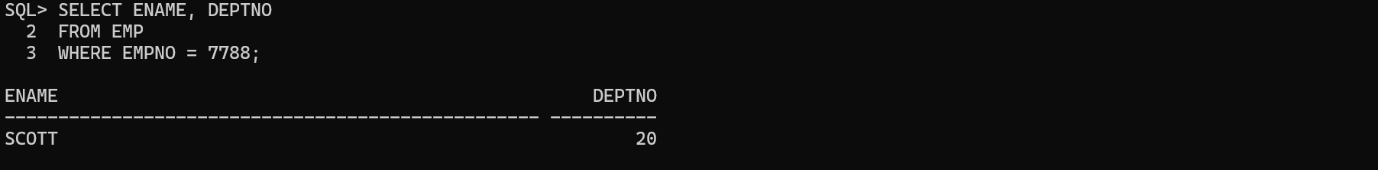 SQL> SELECT ENAME, DEPTNO
  2  FROM EMP
  3  WHERE EMPNO = 7788;

ENAME                                                  DEPTNO
-------------------------------------------------- ----------
SCOTT                                                      20